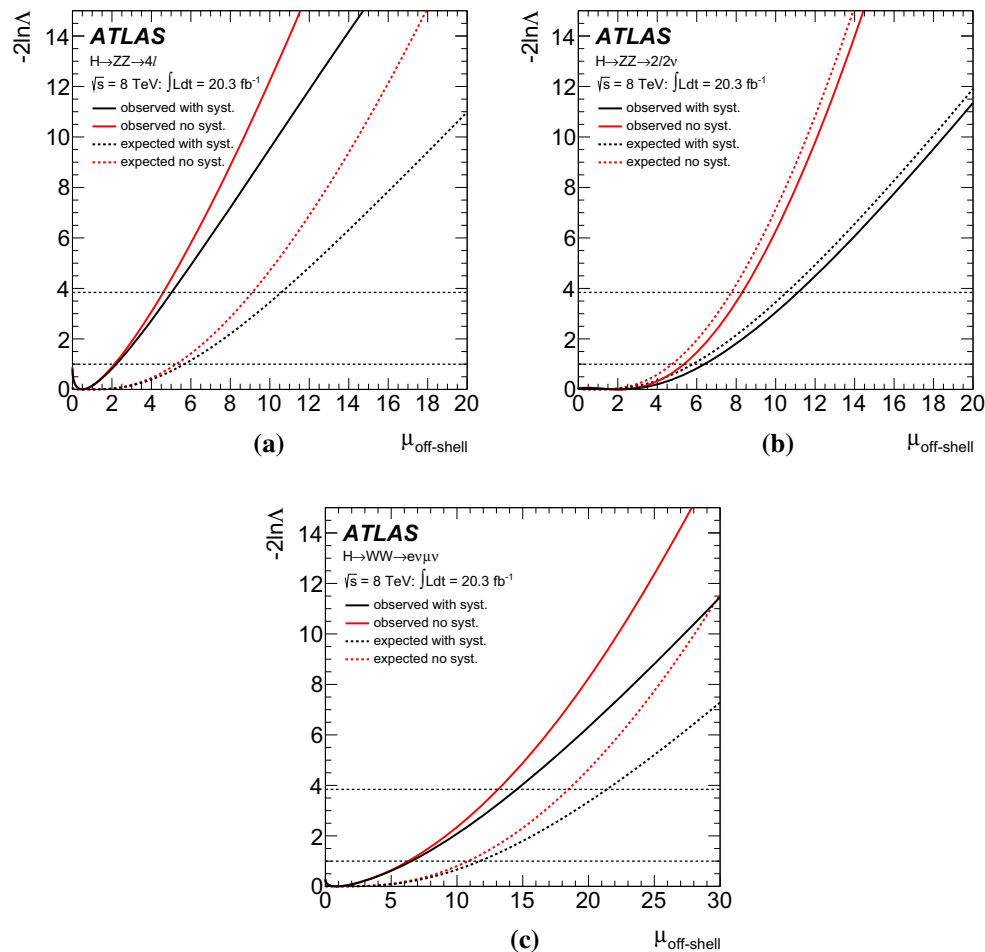 -2lnΛ
14
12
10
8
6
4
2
0
ATLAS
H→ZZ→4l
√s = 8 TeV: ∫Ldt = 20.3 fb⁻¹
observed with syst.
observed no syst.
expected with syst.
expected no syst.
0 2 4 6 8 10 12 14 16 18 20
(a)
μoff-shell
-2lnΛ
14
12
10
8
6
4
2
0
ATLAS
H→ZZ→2l2ν
√s = 8 TeV: ∫Ldt = 20.3 fb⁻¹
observed with syst.
observed no syst.
expected with syst.
expected no syst.
0 2 4 6 8 10 12 14 16 18 20
(b)
μoff-shell
-2lnΛ
14
12
10
8
6
4
2
0
ATLAS
H→WW→eνμν
√s = 8 TeV: ∫Ldt = 20.3 fb⁻¹
observed with syst.
observed no syst.
expected with syst.
expected no syst.
0 5 10 15 20 25 30
(c)
μoff-shell